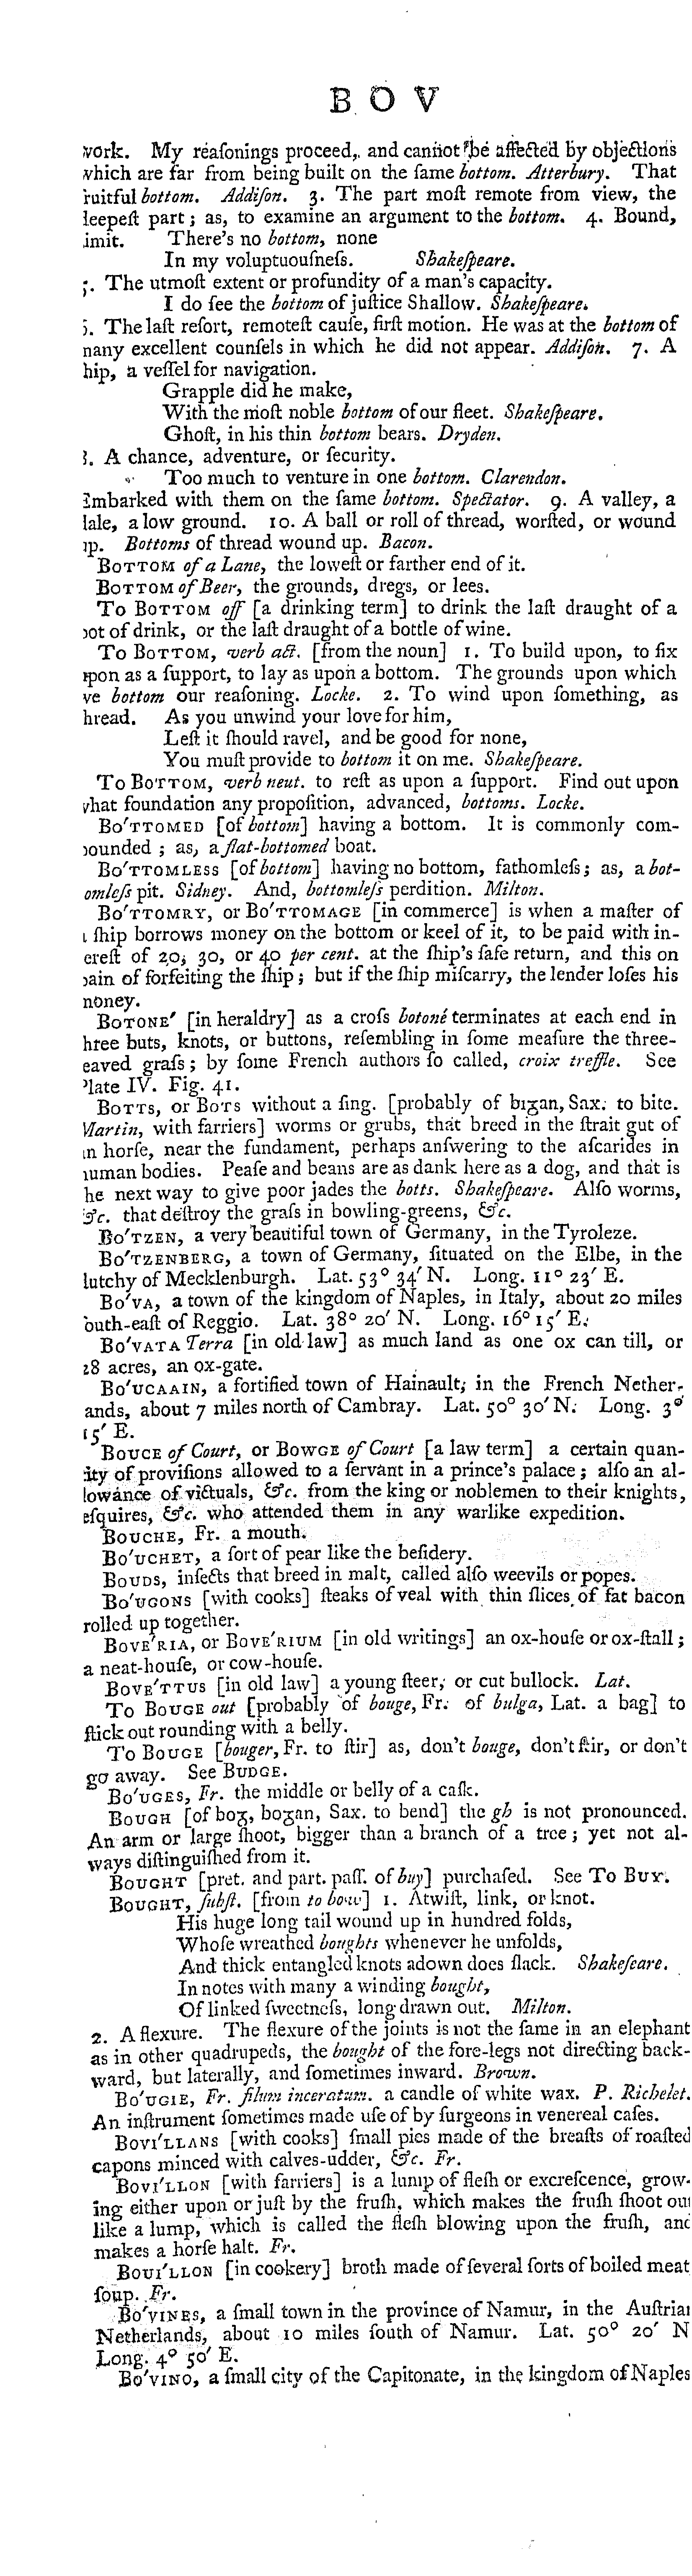 B O V
work. My reaſonings proceed, and cannot be affected by objections
which are far from being built on the ſame bottom. Atterbury. That
ruitful bottom. Addiſon. 3. The part moſt remote from view, the
leepeſt part; as, to examine an argument to the bottom. 4. Bound,
imit. There's no bottom, none
In my voluptuouſneſs. Shakeſpeare.
5. The utmoſt extent or profundity of a man's capacity.
I do ſee the bottom of juſtice Shallow. Shakeſpeare.
6. The laſt reſort, remoteſt cauſe, firſt motion. He was at the bottom of
nany excellent counſels in which he did not appear. Addiſon. 7. A
hip, a veſſel for navigation.
Grapple did he make,
With the moſt noble bottom of our fleet. Shakeſpeare.
Ghoſt, in his thin bottom bears. Dryden.
8. A chance, adventure, or ſecurity.
Too much to venture in one bottom. Clarendon.
Embarked with them on the ſame bottom. Spectator. 9. A valley, a
lale, a low ground. 10. A ball or roll of thread, worſted, or wound
up. Bottoms of thread wound up. Bacon.
BOTTOM of a Lane, the loweſt or farther end of it.
BOTTOM of Beer, the grounds, dregs, or lees.
To BOTTOM off [a drinking term] to drink the laſt draught of a
pot of drink, or the laſt draught of a bottle of wine.
To BOTTOM, verb act. [from the noun] 1. To build upon, to fix
upon as a ſupport, to lay as upon a bottom. The grounds upon which
ve bottom our reaſoning. Locke. 2. To wind upon ſomething, as
hread. As you unwind your love for him,
Leſt it ſhould ravel, and be good for none,
You muſt provide to bottom it on me. Shakeſpeare.
To BOTTOM, verb neut. to reſt as upon a ſupport. Find out upon
what foundation any propoſition, advanced, bottoms. Locke.
BO'TTOMED [of bottom] having a bottom. It is commonly com-
pounded; as, a flat-bottomed boat.
BO'TTOMLESS [of bottom] having no bottom, fathomleſs; as, a bot-
omleſs pit. Sidney. And, bottomleſs perdition. Milton.
BO'TTOMRY, or BO'TTOMAGE [in commerce] is when a maſter of
a ſhip borrows money on the bottom or keel of it, to be paid with in-
ereſt of 20, 30, or 40 per cent. at the ſhip's ſafe return, and this on
pain of forfeiting the ſhip; but if the ſhip miſcarry, the lender loſes his
noney.
BOTONE' [in heraldry] as a croſs botoné terminates at each end in
hree buts, knots, or buttons, reſembling in ſome meaſure the three-
eaved graſs; by ſome French authors ſo called, croix treffle. See
Plate IV. Fig. 41.
BOTTS, or BOTS without a ſing. [probably of bıꞇan, Sax. to bite.
Martin, with farriers] worms or grubs, that breed in the ſtrait gut of
an horſe, near the fundament, perhaps anſwering to the aſcarides in
numan bodies. Peaſe and beans are as dank here as a dog, and that is
he next way to give poor jades the botts. Shakeſpeare. Alſo worms,
&c. that deſtroy the graſs in bowling-greens, &c.
BO'TZEN, a very beautiful town of Germany, in the Tyroleze.
BO'TZENBERG, a town of Germany, ſituated on the Elbe, in the
lutchy of Mecklenburgh. Lat. 53° 34′ N. Long. 11° 23′ E.
BO'VA, a town of the kingdom of Naples, in Italy, about 20 miles
outh-eaſt of Reggio. Lat. 38° 20′ N. Long. 16° 15′ E.
BO'VATA Terra [in old law] as much land as one ox can till, or
28 acres, an ox-gate.
BO'UCAAIN, a fortified town of Hainault, in the French Nether-
ands, about 7 miles north of Cambray. Lat. 50° 30′ N. Long. 3°
15′ E.
BOUCE of Court, or BOWGE of Court [a law term] a certain quan-
ity of proviſions allowed to a ſervant in a prince's palace; alſo an al-
lowance of victuals, &c. from the king or noblemen to their knights,
eſquires, &c. who attended them in any warlike expedition.
BOUCHE, Fr. a mouth.
BO'UCHET, a ſort of pear like the beſidery.
BOUDS, inſects that breed in malt, called alſo weevils or popes.
BO'UGONS [with cooks] ſteaks of veal with thin ſlices of fat bacon
rolled up together.
BOVE'RIA, or BOVE'RIUM [in old writings] an ox-houſe or ox-ſtall;
a neat-houſe, or cow-houſe.
BOVE'TTUS [in old law] a young ſteer, or cut bullock. Lat.
To BOUGE out [probably of bouge, Fr. of bulga, Lat. a bag] to
ſtick out rounding with a belly.
To BOUGE [bouger, Fr. to ſtir] as, don't bouge, don't ſtir, or don't
go away. See BUDGE.
BO'UGES, Fr. the middle or belly of a caſk.
BOUGH [of boᵹ, boᵹan, Sax. to bend] the gh is not pronounced.
An arm or large ſhoot, bigger than a branch of a tree; yet not al-
ways diſtinguiſhed from it.
BOUGHT [pret. and part. paſſ. of buy] purchaſed. See To BUY.
BOUGHT, ſubſt. [from to bow] 1. Atwiſt, link, or knot.
His huge long tail wound up in hundred folds,
Whoſe wreathed boughts whenever he unfolds,
And thick entangled knots adown does ſlack. Shakeſeare.
In notes with many a winding bought,
Of linked ſweetneſs, long drawn out. Milton.
2. A flexure. The flexure of the joints is not the ſame in an elephant
as in other quadrupeds, the bought of the fore-legs not directing back-
ward, but laterally, and ſometimes inward. Brown.
BO'UGIE, Fr. filum inceratum. a candle of white wax. P. Richelet.
An inſtrument ſometimes made uſe of by ſurgeons in venereal caſes.
BOVI'LLANS [with cooks] ſmall pies made of the breaſts of roaſted
capons minced with calves-udder, &c. Fr.
BOVI'LLON [with farriers] is a lump of fleſh or excreſcence, grow-
ing either upon or juſt by the fruſh, which makes the fruſh ſhoot out
like a lump, which is called the fleſh blowing upon the fruſh, and
makes a horſe halt. Fr.
BOUI'LLON [in cookery] broth made of ſeveral ſorts of boiled meat
ſoup. Fr.
BO'VINES, a ſmall town in the province of Namur, in the Auſtrian
Netherlands, about 10 miles ſouth of Namur. Lat. 50° 20′ N
Long. 4° 50′ E.
BO'VINO, a ſmall city of the Capitonate, in the kingdom of Naples